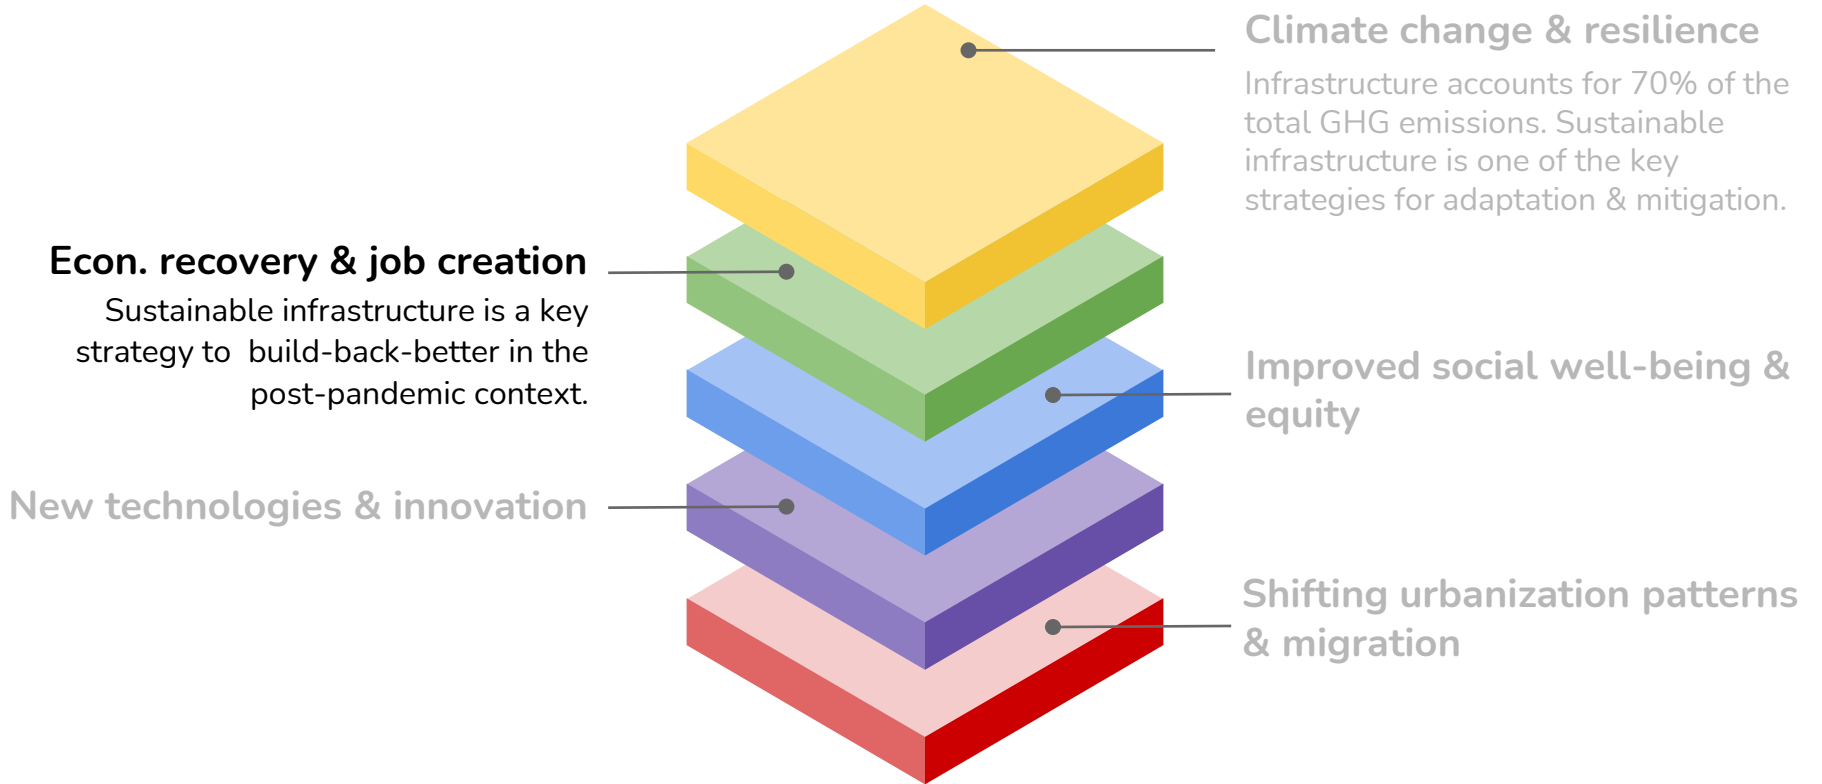 Climate change & resilience
Infrastructure accounts for 70% of the
total GHG emissions. Sustainable
infrastructure is one of the key
strategies for adaptation & mitigation.
Econ. recovery & job creation
Sustainable infrastructure is a key
strategy to  build-back-better in the
post-pandemic context.
Improved social well-being &
equity
New technologies & innovation
Shifting urbanization patterns
& migration